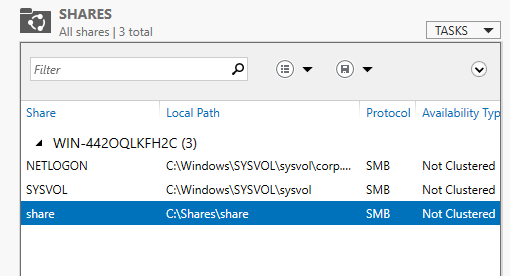 SHARES
All shares | 3 total
TASKS
Filter
Share Local Path Protocol Availability Typ
WIN-442OQLKFH2C (3)
NETLOGON C:\Windows\SYSVOL\sysvol\corp.... SMB Not Clustered
SYSVOL C:\Windows\SYSVOL\sysvol SMB Not Clustered
share C:\Shares\share SMB Not Clustered